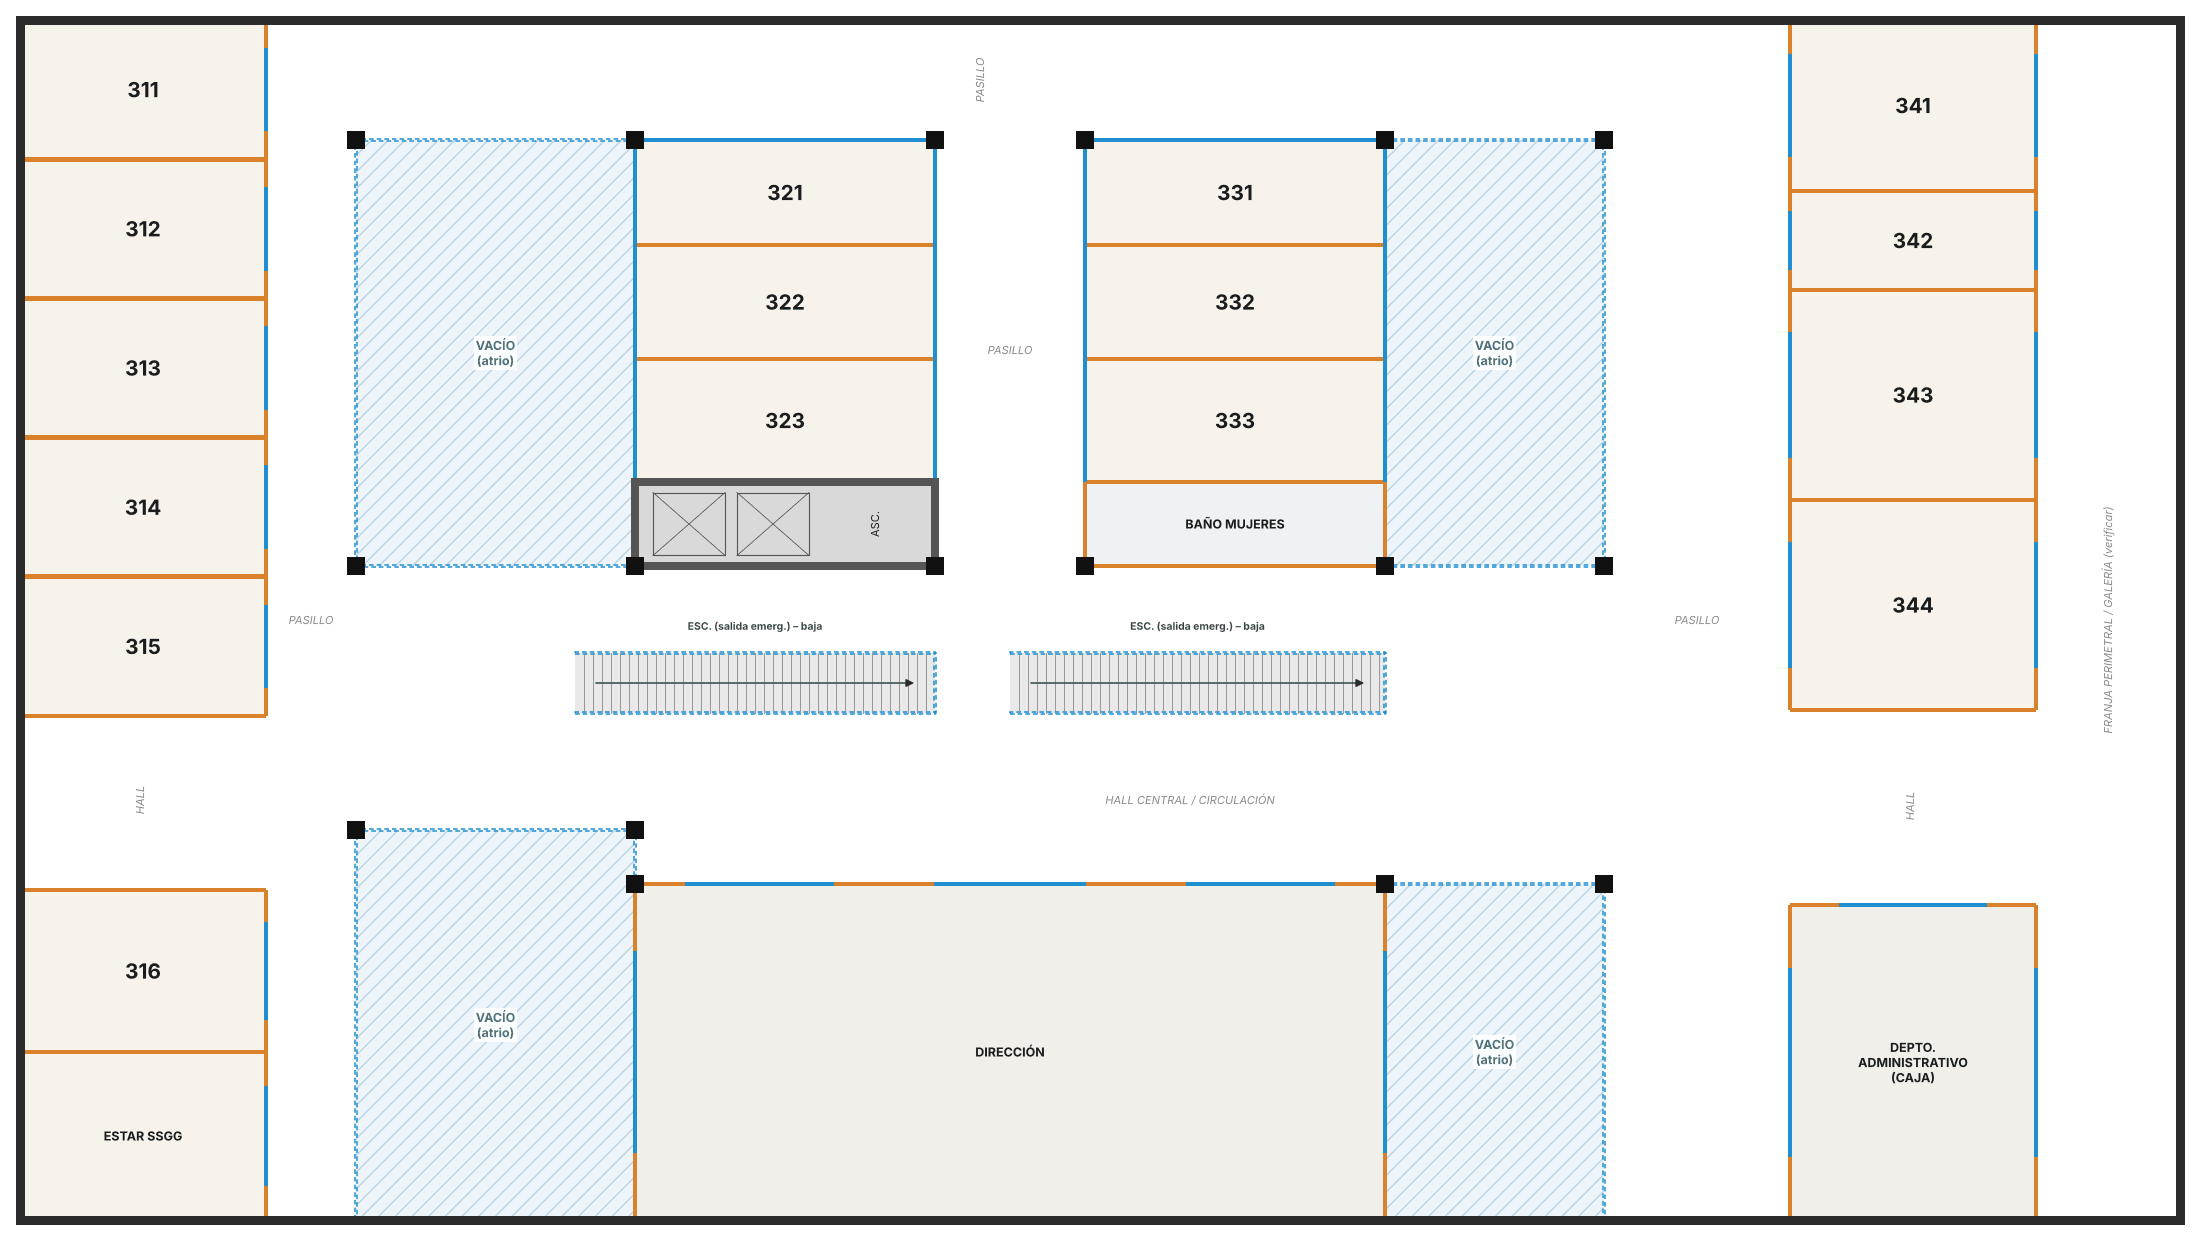 311
312
313
314
315
HALL
316
ESTAR SSGG
PASILLO
VACÍO
(atrio)
321
322
323
ASC.
PASILLO
PASILLO
331
332
333
BAÑO MUJERES
VACÍO
(atrio)
ESC. (salida emerg.) – baja
ESC. (salida emerg.) – baja
HALL CENTRAL / CIRCULACIÓN
VACÍO
(atrio)
DIRECCIÓN
VACÍO
(atrio)
PASILLO
341
342
343
344
HALL
DEPTO.
ADMINISTRATIVO
(CAJA)
FRANJA PERIMETRAL / GALERÍA (verificar)